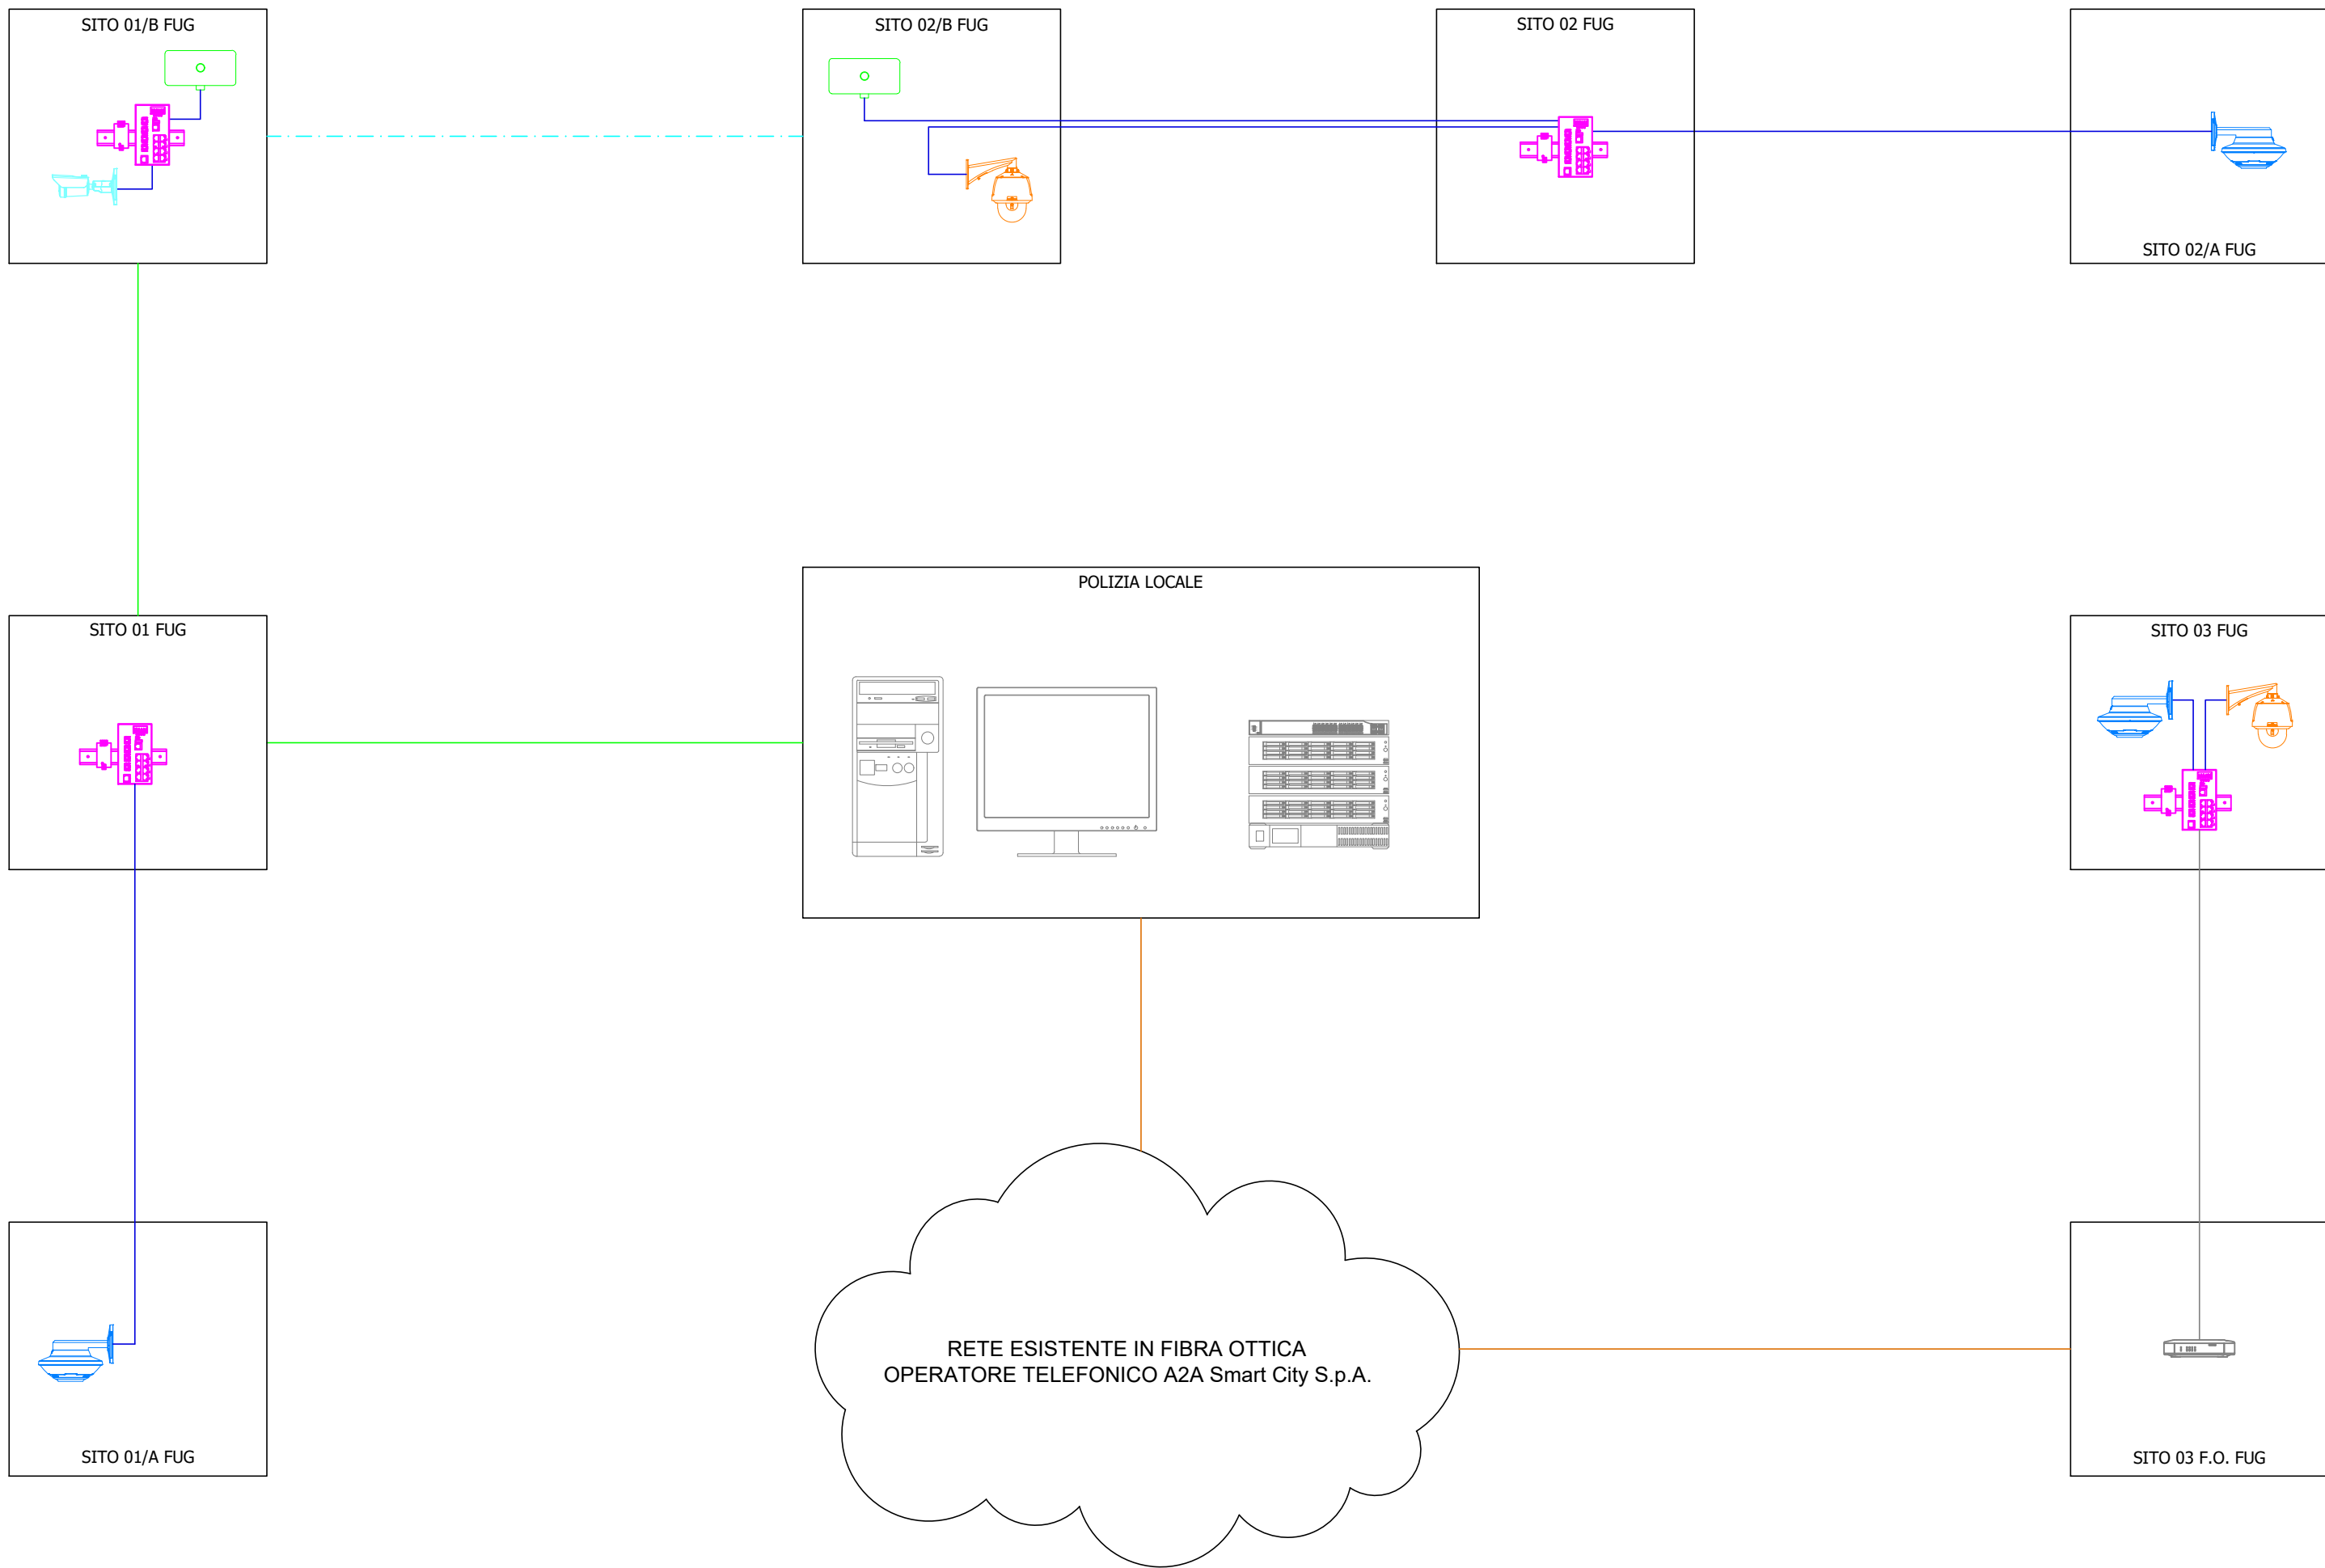 SITO 01/B FUG
SITO 02/B FUG
SITO 02 FUG
SITO 02/A FUG
POLIZIA LOCALE
SITO 01 FUG
SITO 03 FUG
RETE ESISTENTE IN FIBRA OTTICA
OPERATORE TELEFONICO A2A Smart City S.p.A.
SITO 01/A FUG
SITO 03 F.O. FUG